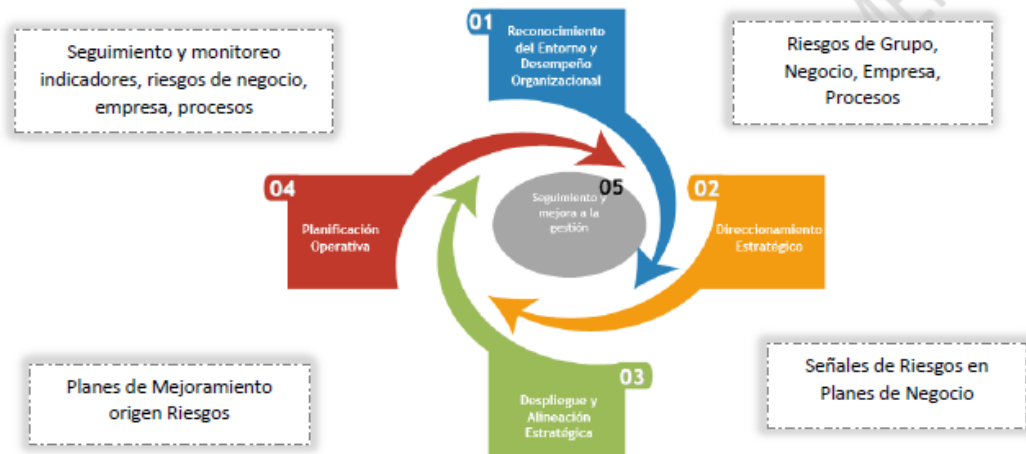 Seguimiento y monitoreo
indicadores, riesgos de negocio,
empresa, procesos
01
Reconocimiento
del Entorno y
Desempeño
Organizacional
Riesgos de Grupo,
Negocio, Empresa,
Procesos
04
Planificación
Operativa
05
Seguimiento y
mejora a la
gestión
02
Direccionamiento
Estratégico
Planes de Mejoramiento
origen Riesgos
03
Despliegue y
Alineación
Estratégica
Señales de Riesgos en
Planes de Negocio